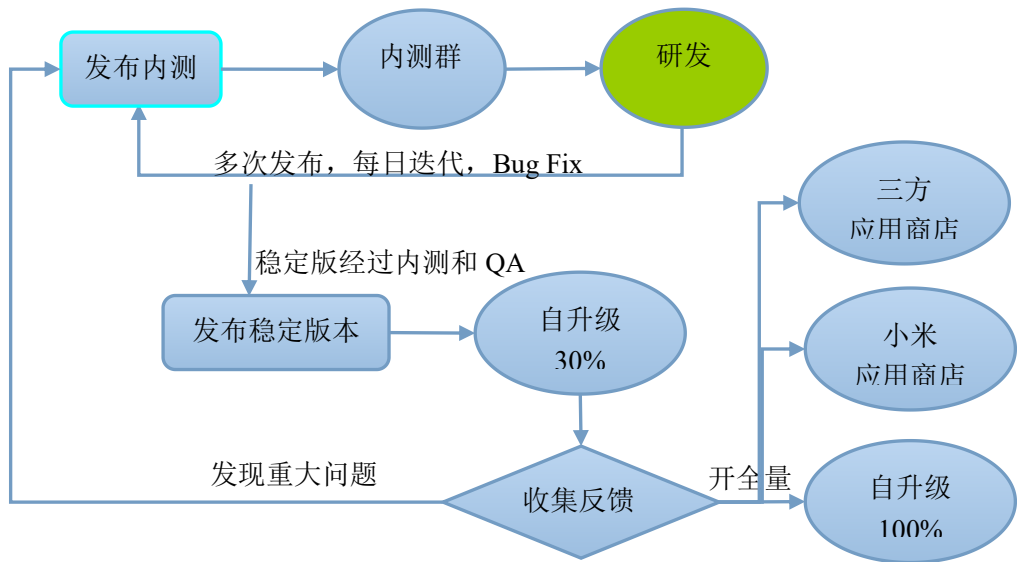 发布内测
内测群
研发
多次发布，每日迭代，Bug Fix
三方
应用商店
稳定版经过内测和 QA
发布稳定版本
自升级
30%
小米
应用商店
发现重大问题
收集反馈
开全量
自升级
100%